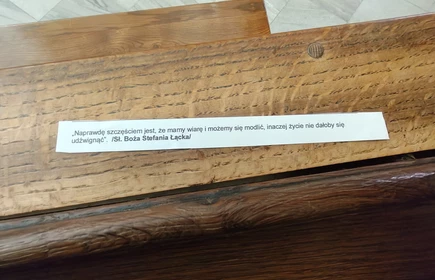 „Naprawdę szczęściem jest, że mamy wiarę i możemy się modlić, inaczej życie nie dałoby się
udźwignąć”. /Sł. Boża Stefania Łącka/